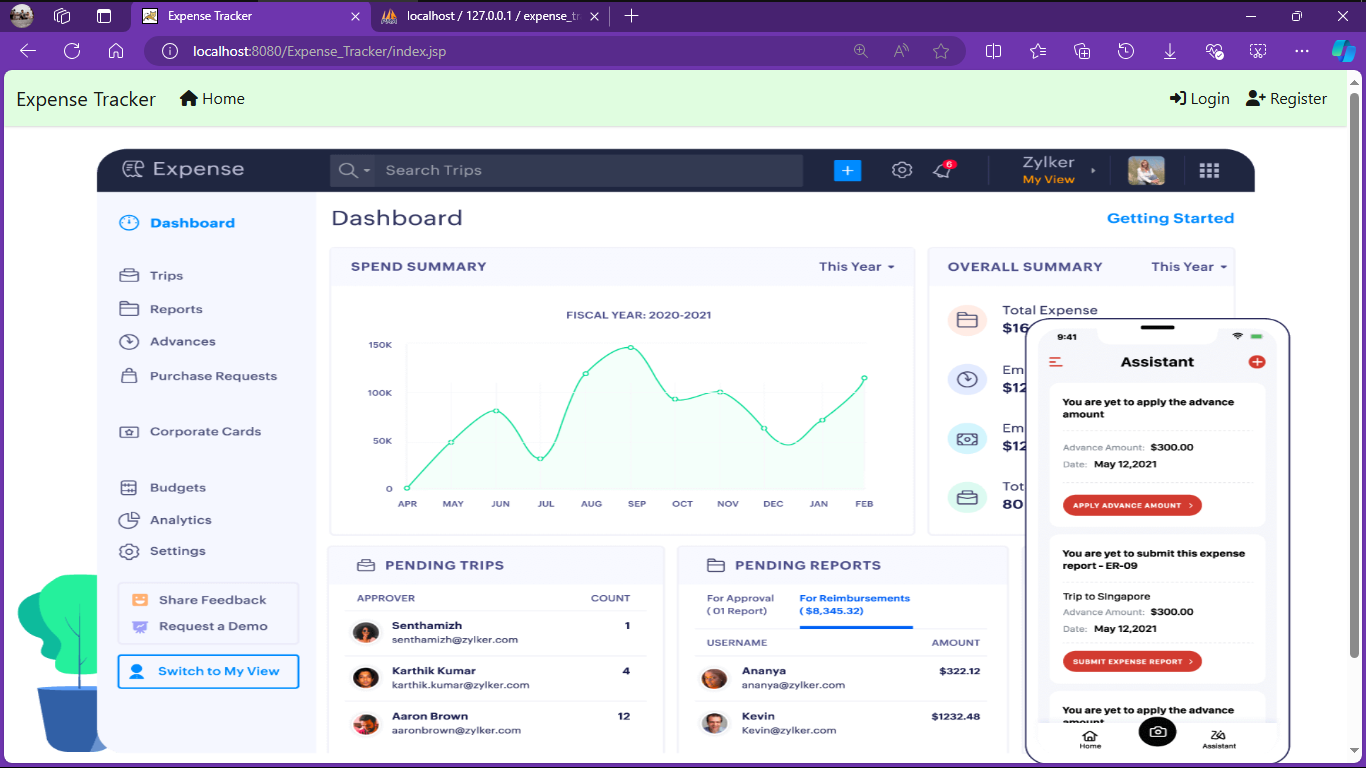 Expense Tracker
localhost / 127.0.0.1 / expense_tr
localhost:8080/Expense_Tracker/index.jsp
Expense Tracker Home Login Register
Expense Search Trips + 6 Zylker
My View
Dashboard
Trips
Reports
Advances
Purchase Requests
Corporate Cards
Budgets
Analytics
Settings
Share Feedback
Request a Demo
Switch to My View
Dashboard Getting Started
SPEND SUMMARY This Year
FISCAL YEAR: 2020-2021
150K
100K
50K
0
APR MAY JUN JUL AUG SEP OCT NOV DEC JAN FEB
OVERALL SUMMARY This Year
Total Expense
$16
Em
$12
Em
$12
Tot
80
PENDING TRIPS
APPROVER COUNT
Senthamizh 1
senthamizh@zylker.com
Karthik Kumar 4
karthik.kumar@zylker.com
Aaron Brown 12
aaronbrown@zylker.com
PENDING REPORTS
For Approval For Reimbursements
( 01 Report) ( $8,345.32)
USERNAME AMOUNT
Ananya $322.12
ananya@zylker.com
Kevin $1232.48
Kevin@zylker.com
9:41
Assistant
You are yet to apply the advance
amount
Advance Amount: $300.00
Date: May 12,2021
APPLY ADVANCE AMOUNT >
You are yet to submit this expense
report - ER-09
Trip to Singapore
Advance Amount: $300.00
Date: May 12,2021
SUBMIT EXPENSE REPORT >
You are yet to apply the advance
amount
Home Assistant